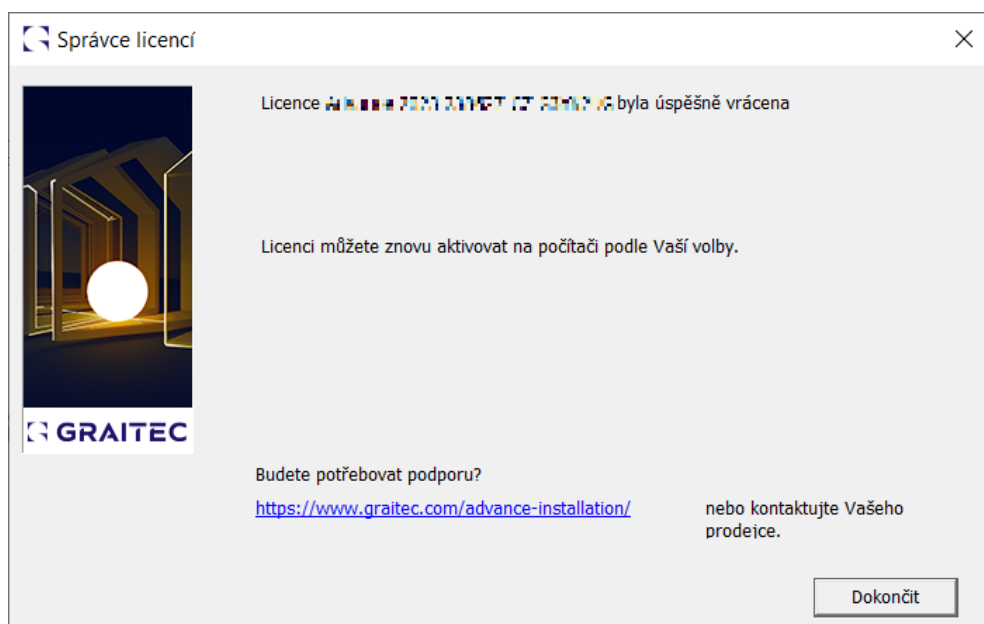 Správce licencí
Licence byla úspěšně vrácena
Licenci můžete znovu aktivovat na počítači podle Vaší volby.
GRAITEC
Budete potřebovat podporu?
https://www.graitec.com/advance-installation/ nebo kontaktujte Vašeho
prodejce.
Dokončit